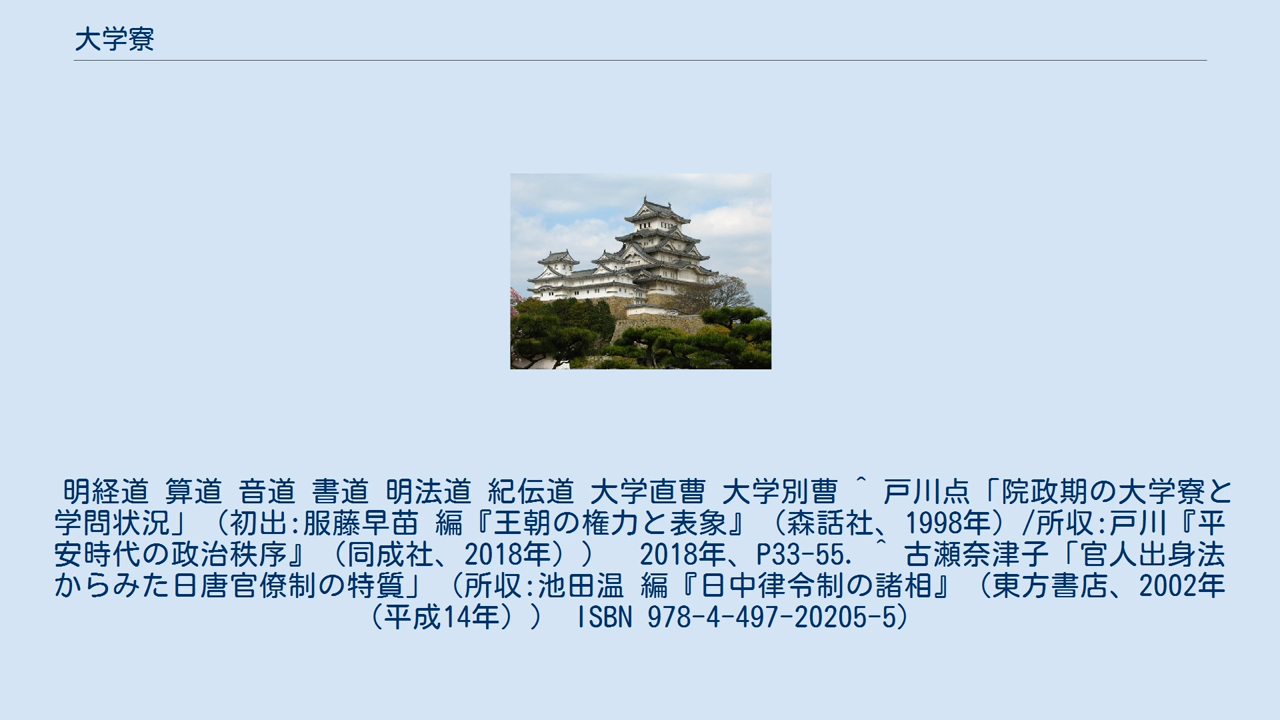 大学寮
明経道 算道 音道 書道 明法道 紀伝道 大学直曹 大学別曹 ^ 戸川点「院政期の大学寮と
学問状況」（初出:服藤早苗 編『王朝の権力と表象』（森話社、1998年）/所収:戸川『平
安時代の政治秩序』（同成社、2018年））　2018年、P33-55. ^ 古瀬奈津子「官人出身法
からみた日唐官僚制の特質」（所収:池田温 編『日中律令制の諸相』（東方書店、2002年
（平成14年））　ISBN 978-4-497-20205-5）